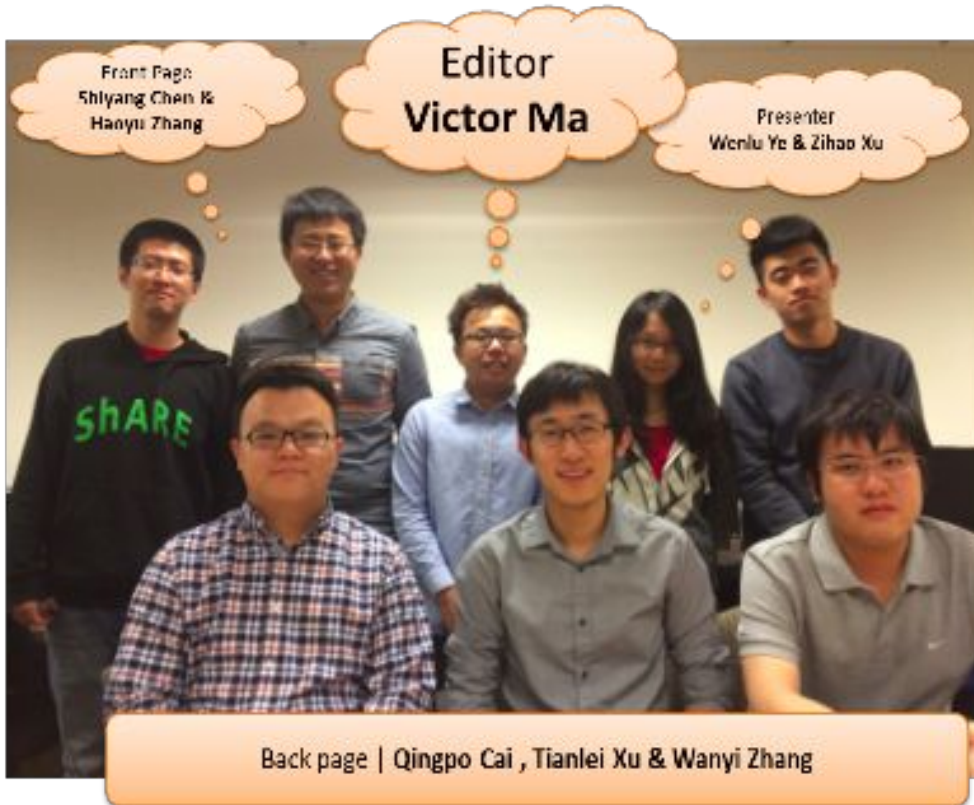 Front Page
Shiyang Chen &
Haoyu Zhang
Editor
Victor Ma
Presenter
Wenlu Ye & Zihao Xu
ShARE
Back page | Qingpo Cai , Tianlei Xu & Wanyi Zhang